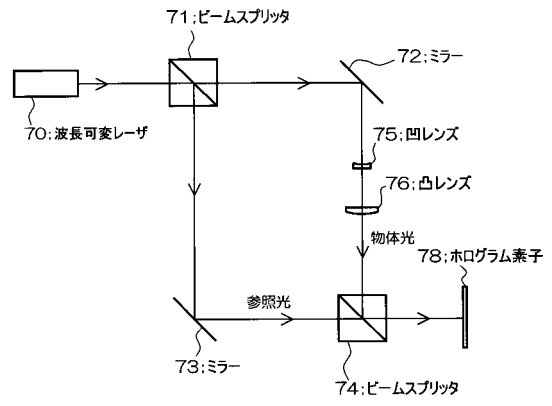 71;ビームスプリッタ
72;ミラー
70;波長可変レーザ
75;凹レンズ
76;凸レンズ
物体光
78;ホログラム素子
参照光
73;ミラー
74;ビームスプリッタ